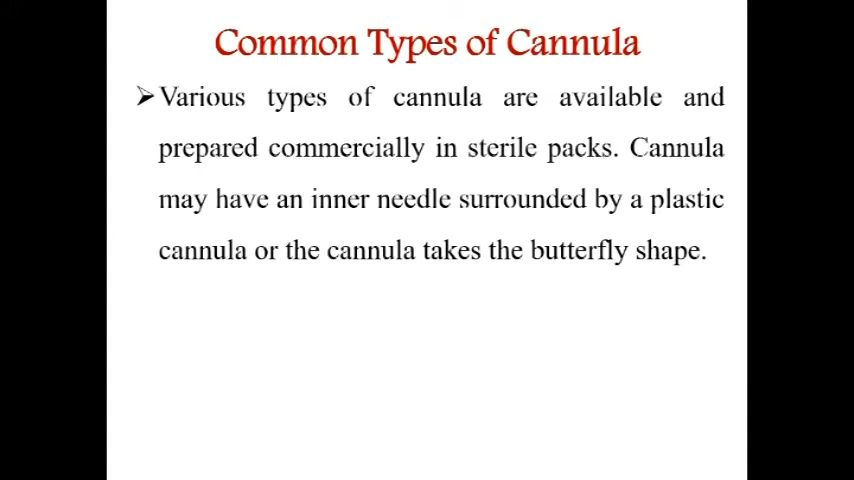 Common Types of Cannula
➤Various types of cannula are available and
prepared commercially in sterile packs. Cannula
may have an inner needle surrounded by a plastic
cannula or the cannula takes the butterfly shape.